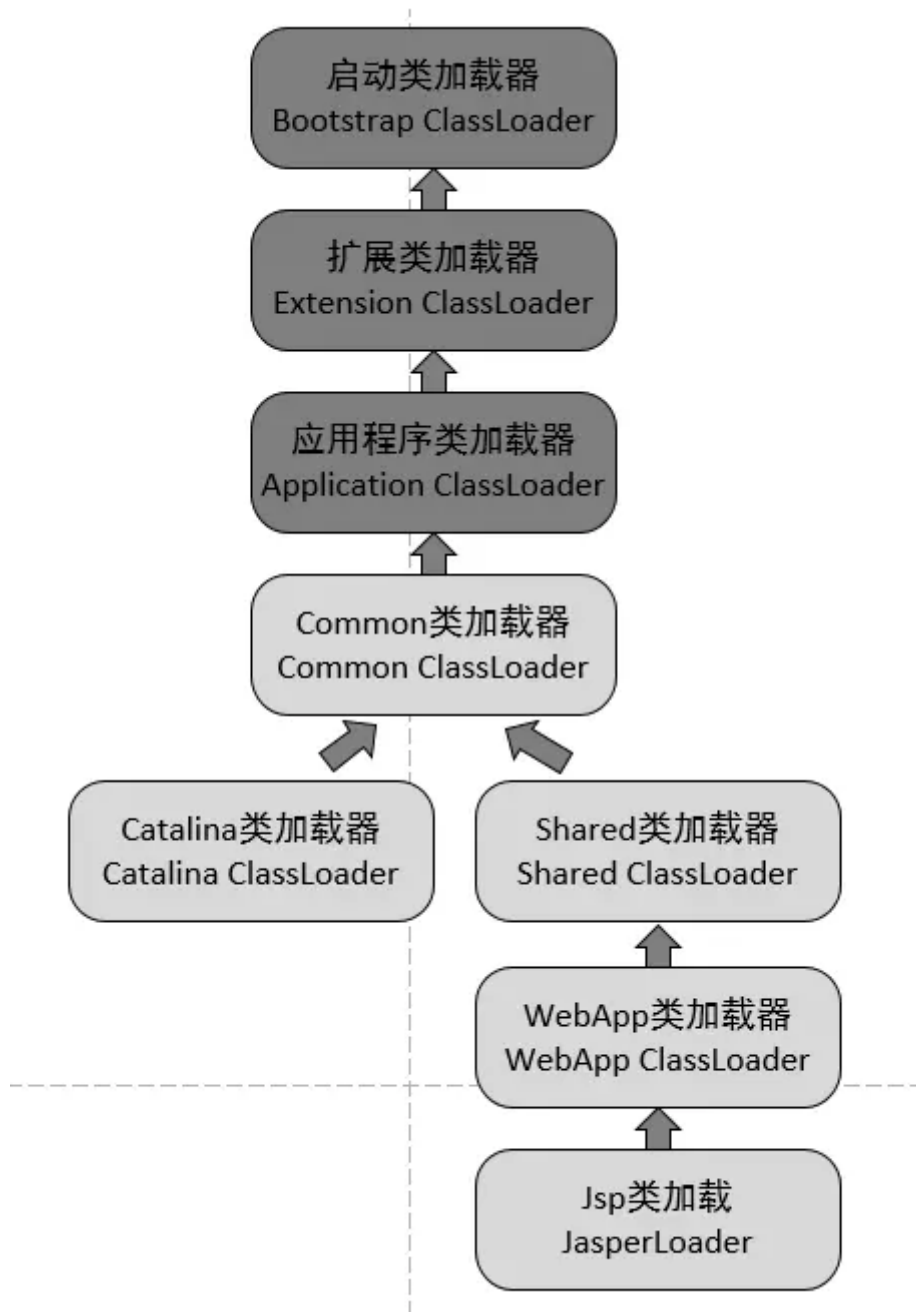 启动类加载器
Bootstrap ClassLoader
扩展类加载器
Extension ClassLoader
应用程序类加载器
Application ClassLoader
Common类加载器
Common ClassLoader
Catalina类加载器
Catalina ClassLoader
Shared类加载器
Shared ClassLoader
WebApp类加载器
WebApp ClassLoader
Jsp类加载
JasperLoader